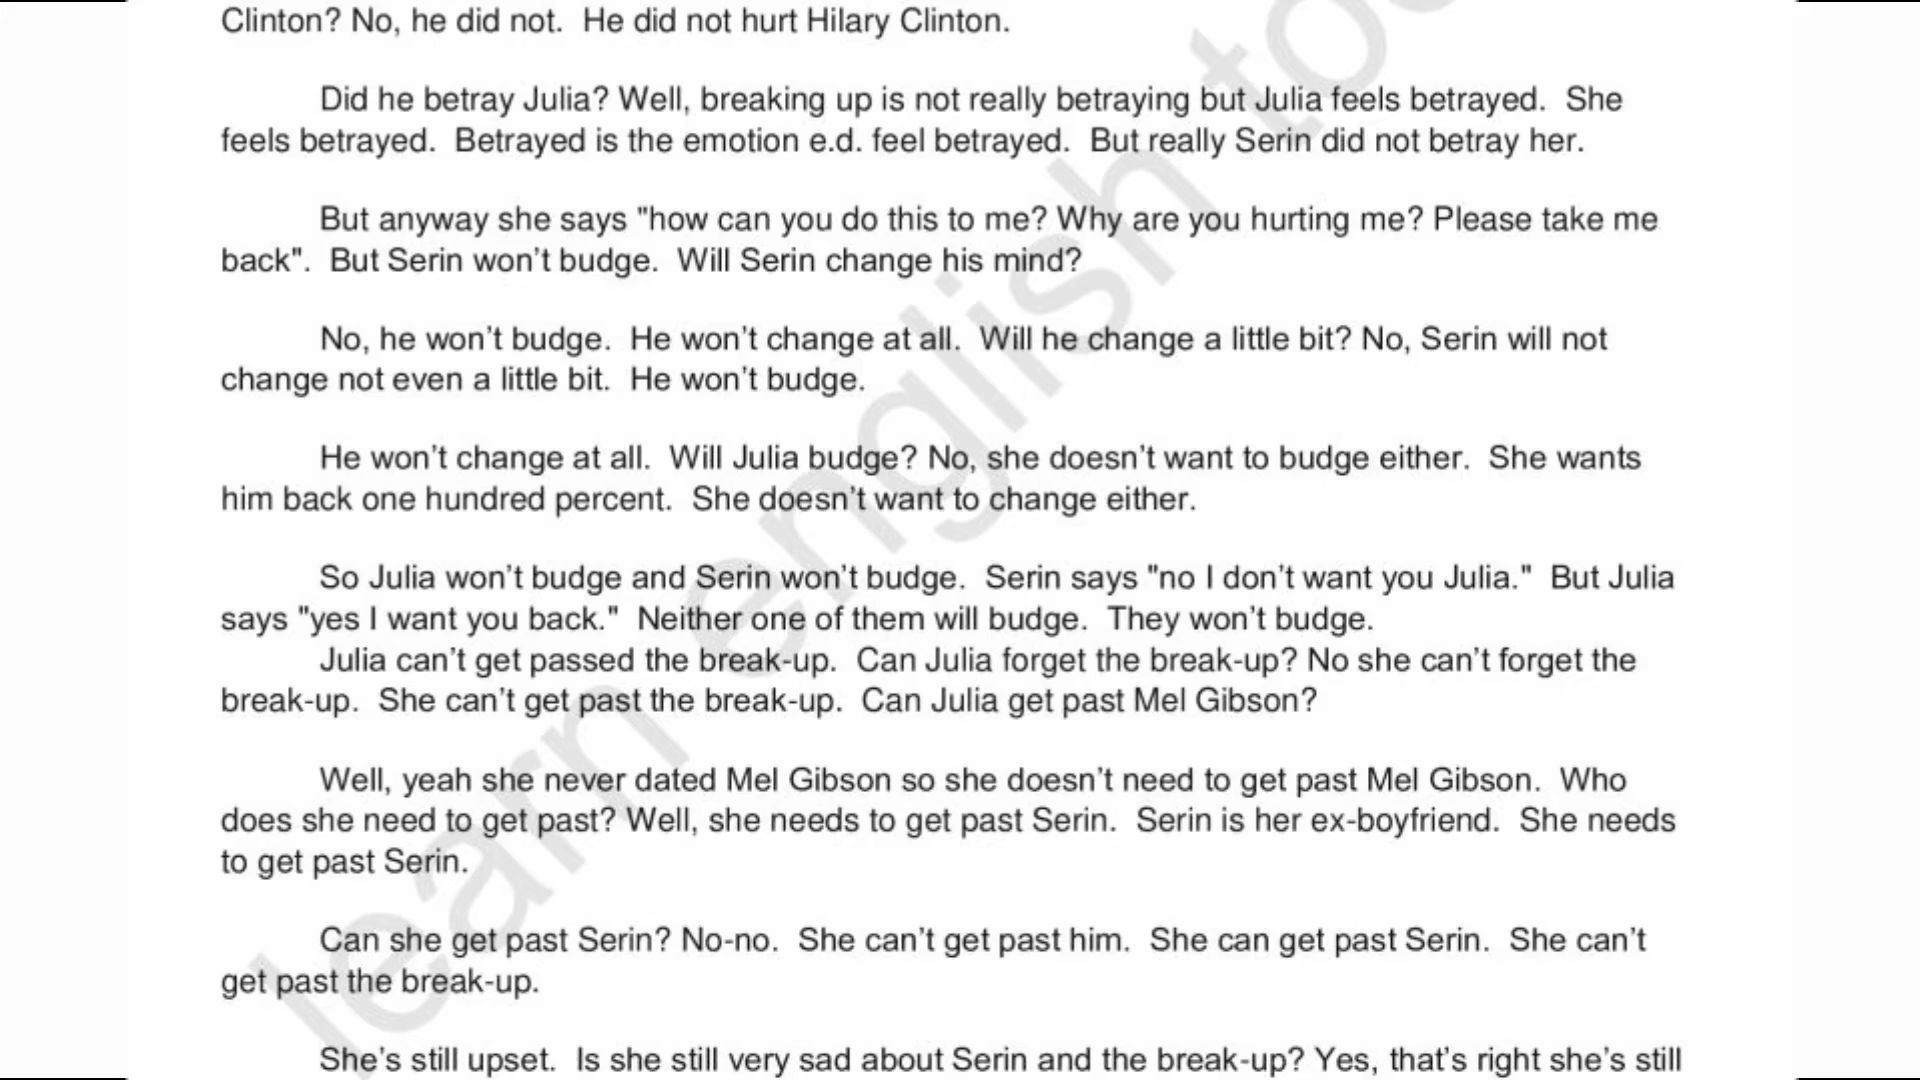 Clinton? No, he did not.  He did not hurt Hilary Clinton.
Did he betray Julia? Well, breaking up is not really betraying but Julia feels betrayed.  She
feels betrayed.  Betrayed is the emotion e.d. feel betrayed.  But really Serin did not betray her.
But anyway she says "how can you do this to me? Why are you hurting me? Please take me
back".  But Serin won't budge.  Will Serin change his mind?
No, he won't budge.  He won't change at all.  Will he change a little bit? No, Serin will not
change not even a little bit.  He won't budge.
He won't change at all.  Will Julia budge? No, she doesn't want to budge either.  She wants
him back one hundred percent.  She doesn't want to change either.
So Julia won't budge and Serin won't budge.  Serin says "no I don't want you Julia."  But Julia
says "yes I want you back."  Neither one of them will budge.  They won't budge.
Julia can't get passed the break-up.  Can Julia forget the break-up? No she can't forget the
break-up.  She can't get past the break-up.  Can Julia get past Mel Gibson?
Well, yeah she never dated Mel Gibson so she doesn't need to get past Mel Gibson.  Who
does she need to get past? Well, she needs to get past Serin.  Serin is her ex-boyfriend.  She needs
to get past Serin.
Can she get past Serin? No-no.  She can't get past him.  She can get past Serin.  She can't
get past the break-up.
She's still upset.  Is she still very sad about Serin and the break-up? Yes, that's right she's still
learn english to